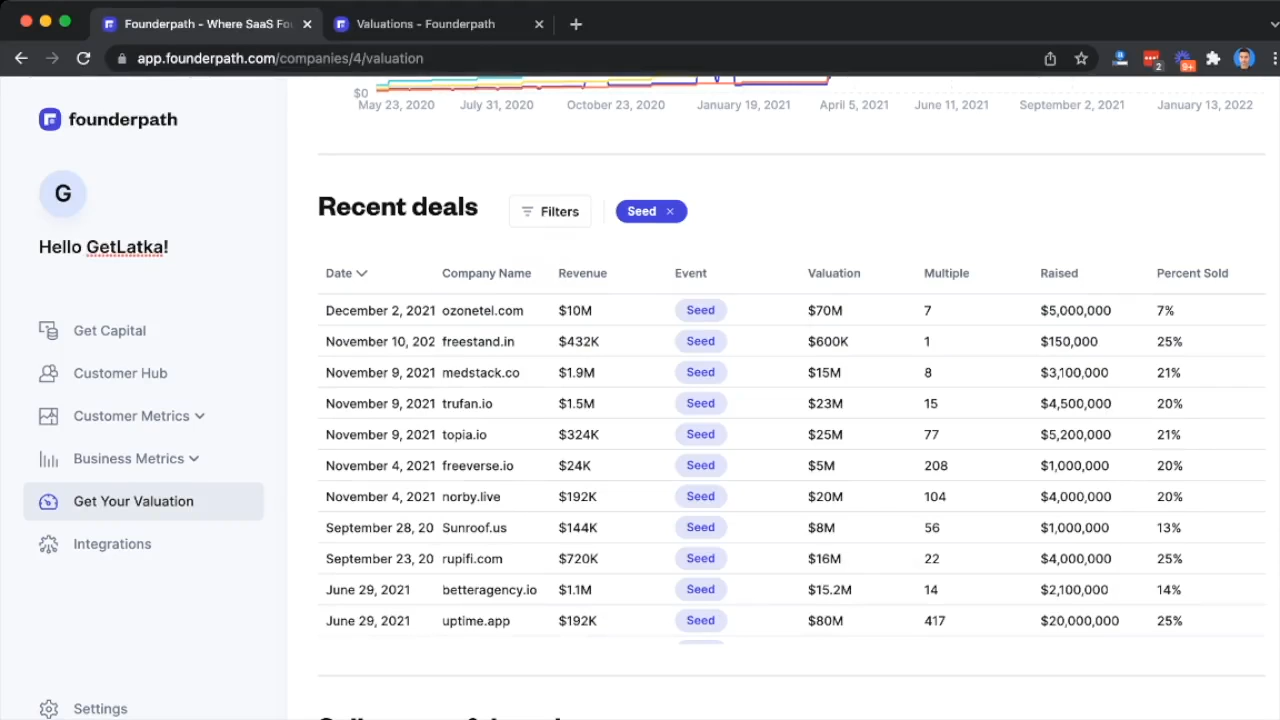 Founderpath - Where SaaS Fou
Valuations - Founderpath
app.founderpath.com/companies/4/valuation
2
9+
founderpath
G
Hello GetLatka!
Get Capital
Customer Hub
Customer Metrics
Business Metrics
Get Your Valuation
Integrations
Settings
$0
May 23, 2020 July 31, 2020 October 23, 2020 January 19, 2021 April 5, 2021 June 11, 2021 September 2, 2021 January 13, 2022
Recent deals Filters Seed ×
Date Company Name Revenue Event Valuation Multiple Raised Percent Sold
December 2, 2021 ozonetel.com $10M Seed $70M 7 $5,000,000 7%
November 10, 202 freestand.in $432K Seed $600K 1 $150,000 25%
November 9, 2021 medstack.co $1.9M Seed $15M 8 $3,100,000 21%
November 9, 2021 trufan.io $1.5M Seed $23M 15 $4,500,000 20%
November 9, 2021 topia.io $324K Seed $25M 77 $5,200,000 21%
November 4, 2021 freeverse.io $24K Seed $5M 208 $1,000,000 20%
November 4, 2021 norby.live $192K Seed $20M 104 $4,000,000 20%
September 28, 20 Sunroof.us $144K Seed $8M 56 $1,000,000 13%
September 23, 20 rupifi.com $720K Seed $16M 22 $4,000,000 25%
June 29, 2021 betteragency.io $1.1M Seed $15.2M 14 $2,100,000 14%
June 29, 2021 uptime.app $192K Seed $80M 417 $20,000,000 25%